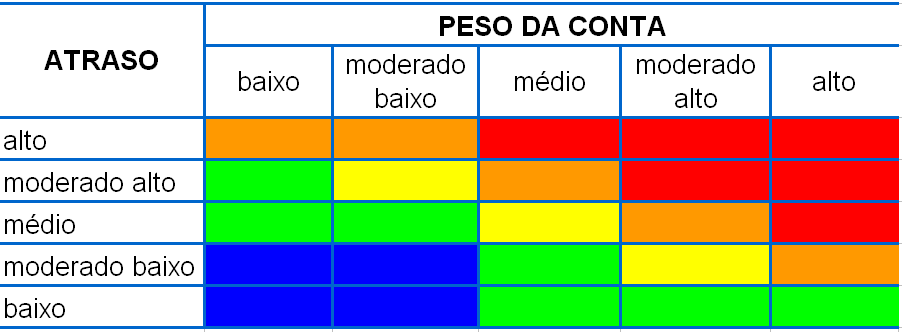 PESO DA CONTA
ATRASO
baixo
moderado
baixo
médio
moderado
alto
alto
alto
moderado alto
médio
moderado baixo
baixo